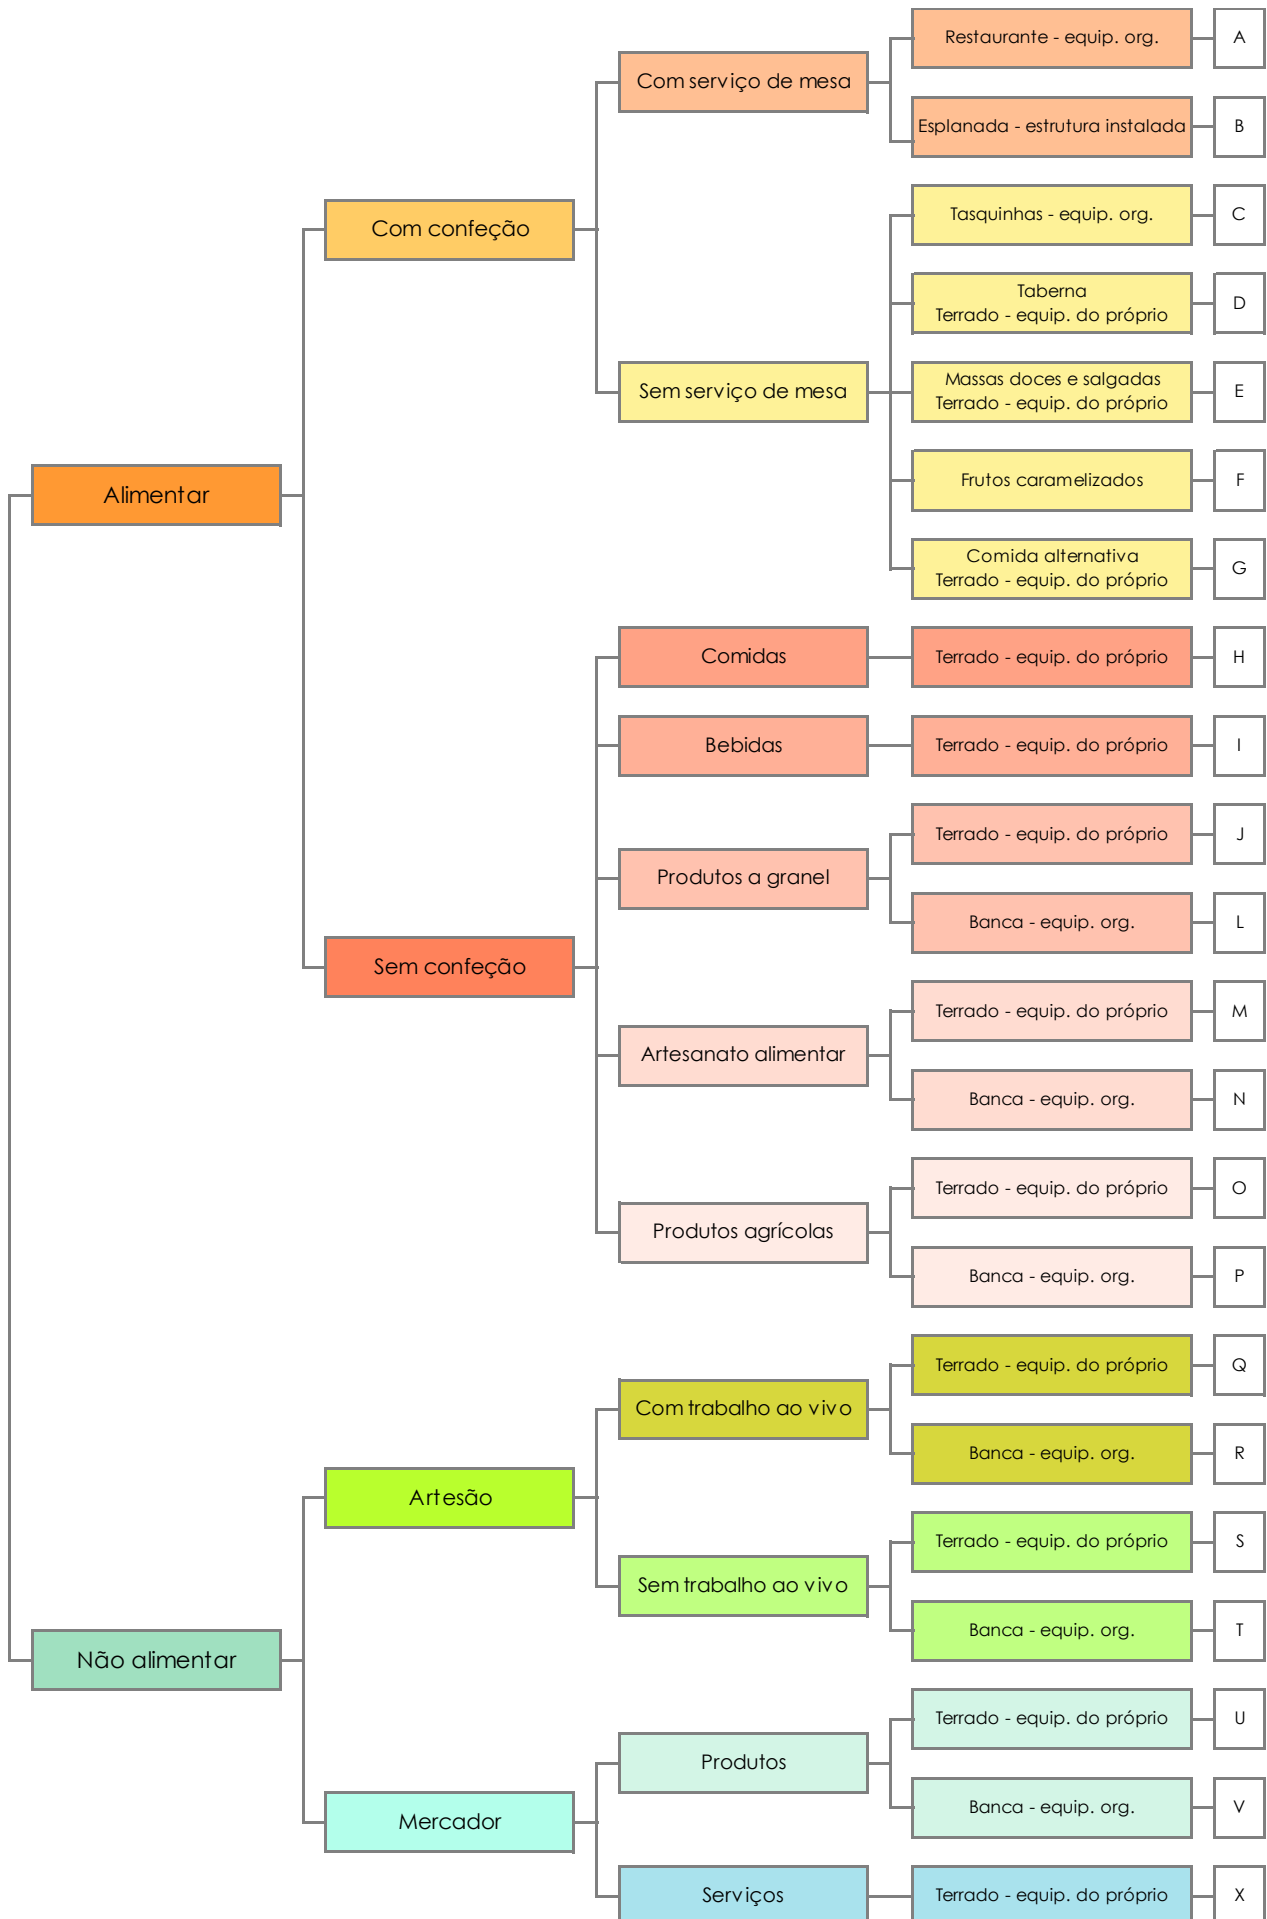 Restaurante - equip. org.
A
Com serviço de mesa
Esplanada - estrutura instalada
B
Tasquinhas - equip. org.
C
Com confeção
Taberna
Terrado - equip. do próprio
D
Sem serviço de mesa
Massas doces e salgadas
Terrado - equip. do próprio
E
Frutos caramelizados
F
Alimentar
Comida alternativa
Terrado - equip. do próprio
G
Comidas
Terrado - equip. do próprio
H
Bebidas
Terrado - equip. do próprio
I
Produtos a granel
Terrado - equip. do próprio
J
Banca - equip. org.
L
Sem confeção
Terrado - equip. do próprio
M
Artesanato alimentar
Banca - equip. org.
N
Terrado - equip. do próprio
O
Produtos agrícolas
Banca - equip. org.
P
Terrado - equip. do próprio
Q
Com trabalho ao vivo
Banca - equip. org.
R
Artesão
Terrado - equip. do próprio
S
Sem trabalho ao vivo
Banca - equip. org.
T
Não alimentar
Terrado - equip. do próprio
U
Produtos
Banca - equip. org.
V
Mercador
Serviços
Terrado - equip. do próprio
X